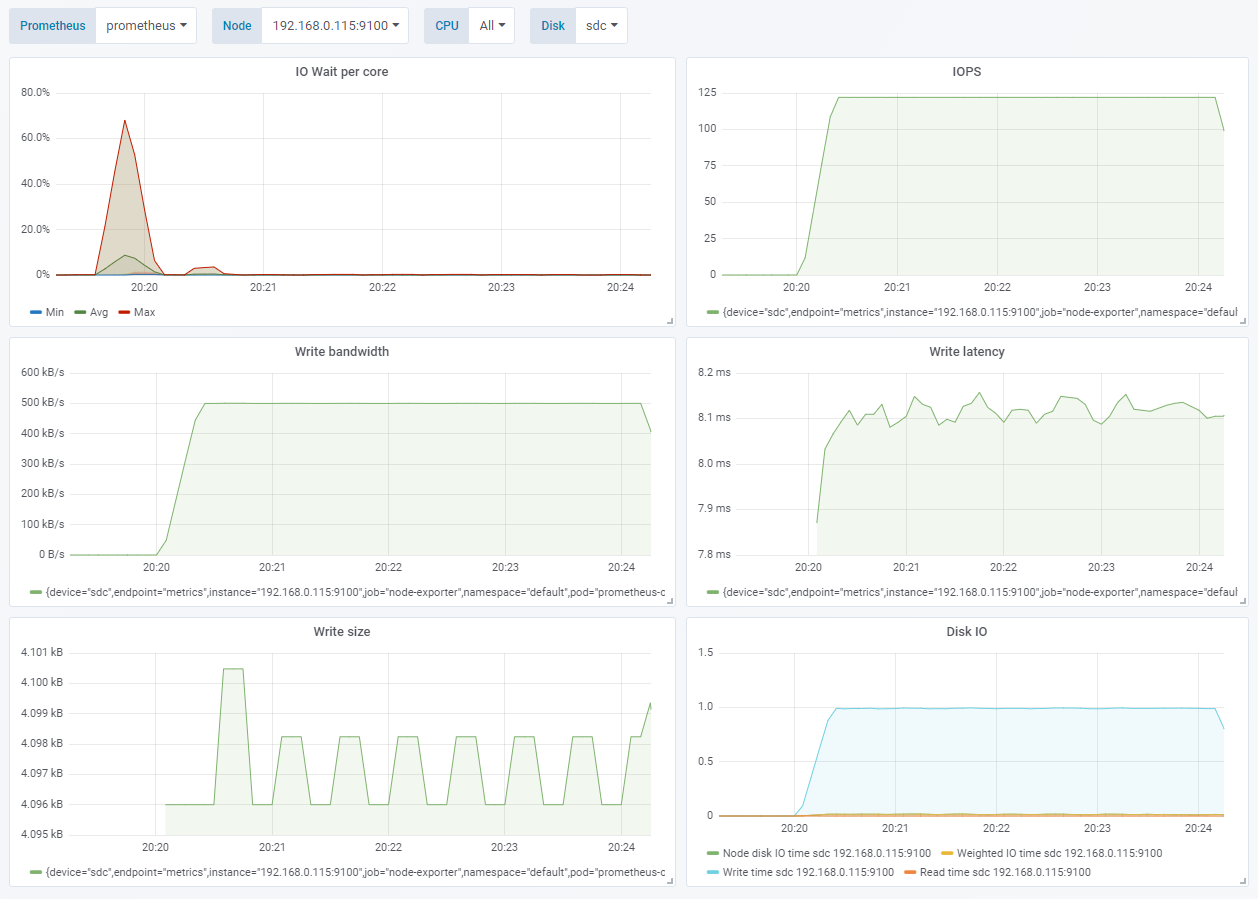 Prometheus prometheus Node 192.168.0.115:9100 CPU All Disk sdc
IO Wait per core
80.0%
60.0%
40.0%
20.0%
0%
20:20 20:21 20:22 20:23 20:24
Min Avg Max
IOPS
125
100
75
50
25
0
20:20 20:21 20:22 20:23 20:24
{device="sdc",endpoint="metrics",instance="192.168.0.115:9100",job="node-exporter",namespace="defaul
Write bandwidth
600 kB/s
500 kB/s
400 kB/s
300 kB/s
200 kB/s
100 kB/s
0 B/s
20:20 20:21 20:22 20:23 20:24
{device="sdc",endpoint="metrics",instance="192.168.0.115:9100",job="node-exporter",namespace="default",pod="prometheus-c
Write latency
8.2 ms
8.1 ms
8.0 ms
7.9 ms
7.8 ms
20:20 20:21 20:22 20:23 20:24
{device="sdc",endpoint="metrics",instance="192.168.0.115:9100",job="node-exporter",namespace="defaul
Write size
4.101 kB
4.100 kB
4.099 kB
4.098 kB
4.097 kB
4.096 kB
4.095 kB
20:20 20:21 20:22 20:23 20:24
{device="sdc",endpoint="metrics",instance="192.168.0.115:9100",job="node-exporter",namespace="default",pod="prometheus-c
Disk IO
1.5
1.0
0.5
0
20:20 20:21 20:22 20:23 20:24
Node disk IO time sdc 192.168.0.115:9100 Weighted IO time sdc 192.168.0.115:9100
Write time sdc 192.168.0.115:9100 Read time sdc 192.168.0.115:9100